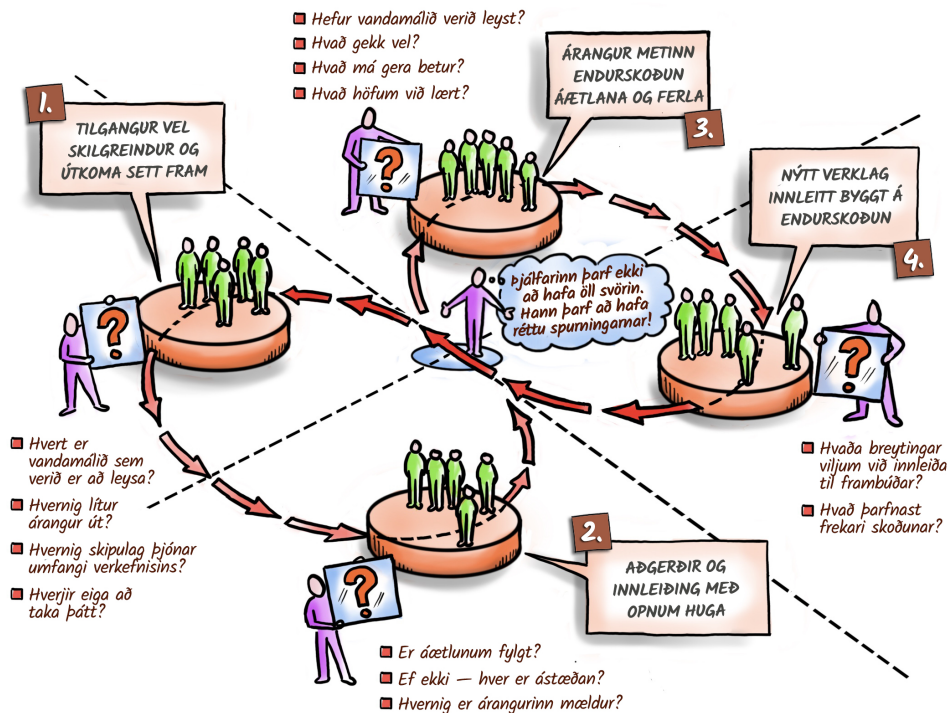 1.
TILGANGUR VEL
SKILGREINDUR OG
ÚTKOMA SETT FRAM
Hvert er
vandamálið sem
verið er að leysa?
Hvernig lítur
árangur út?
Hvernig skipulag þjónar
umfangi verkefnisins?
Hverjir eiga að
taka þátt?
?
2.
AÐGERÐIR OG
INNLEIÐING MEÐ
OPNUM HUGA
Er áætlunum fylgt?
Ef ekki — hver er ástæðan?
Hvernig er árangurinn mældur?
?
3.
ÁRANGUR METINN
ENDURSKOÐUN
ÁÆTLANA OG FERLA
Hefur vandamálið verið leyst?
Hvað gekk vel?
Hvað má gera betur?
Hvað höfum við lært?
?
4.
NÝTT VERKLAG
INNLEITT BYGGT Á
ENDURSKOÐUN
Hvaða breytingar
viljum við innleiða
til frambúðar?
Hvað þarfnast
frekari skoðunar?
?
Þjálfarinn þarf ekki
að hafa öll svörin.
Hann þarf að hafa
réttu spurningarnar!